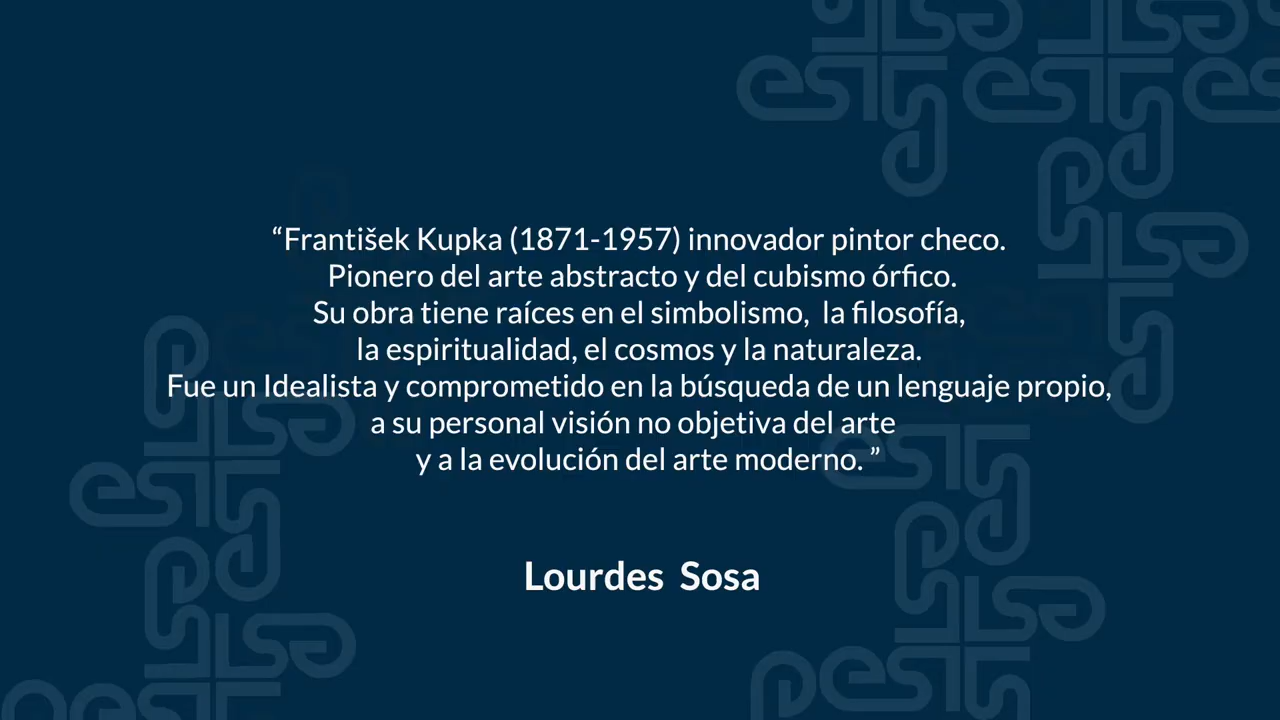 “František Kupka (1871-1957) innovador pintor checo.
Pionero del arte abstracto y del cubismo órfico.
Su obra tiene raíces en el simbolismo,  la filosofía,
la espiritualidad, el cosmos y la naturaleza.
Fue un Idealista y comprometido en la búsqueda de un lenguaje propio,
a su personal visión no objetiva del arte
y a la evolución del arte moderno. ”
Lourdes  Sosa